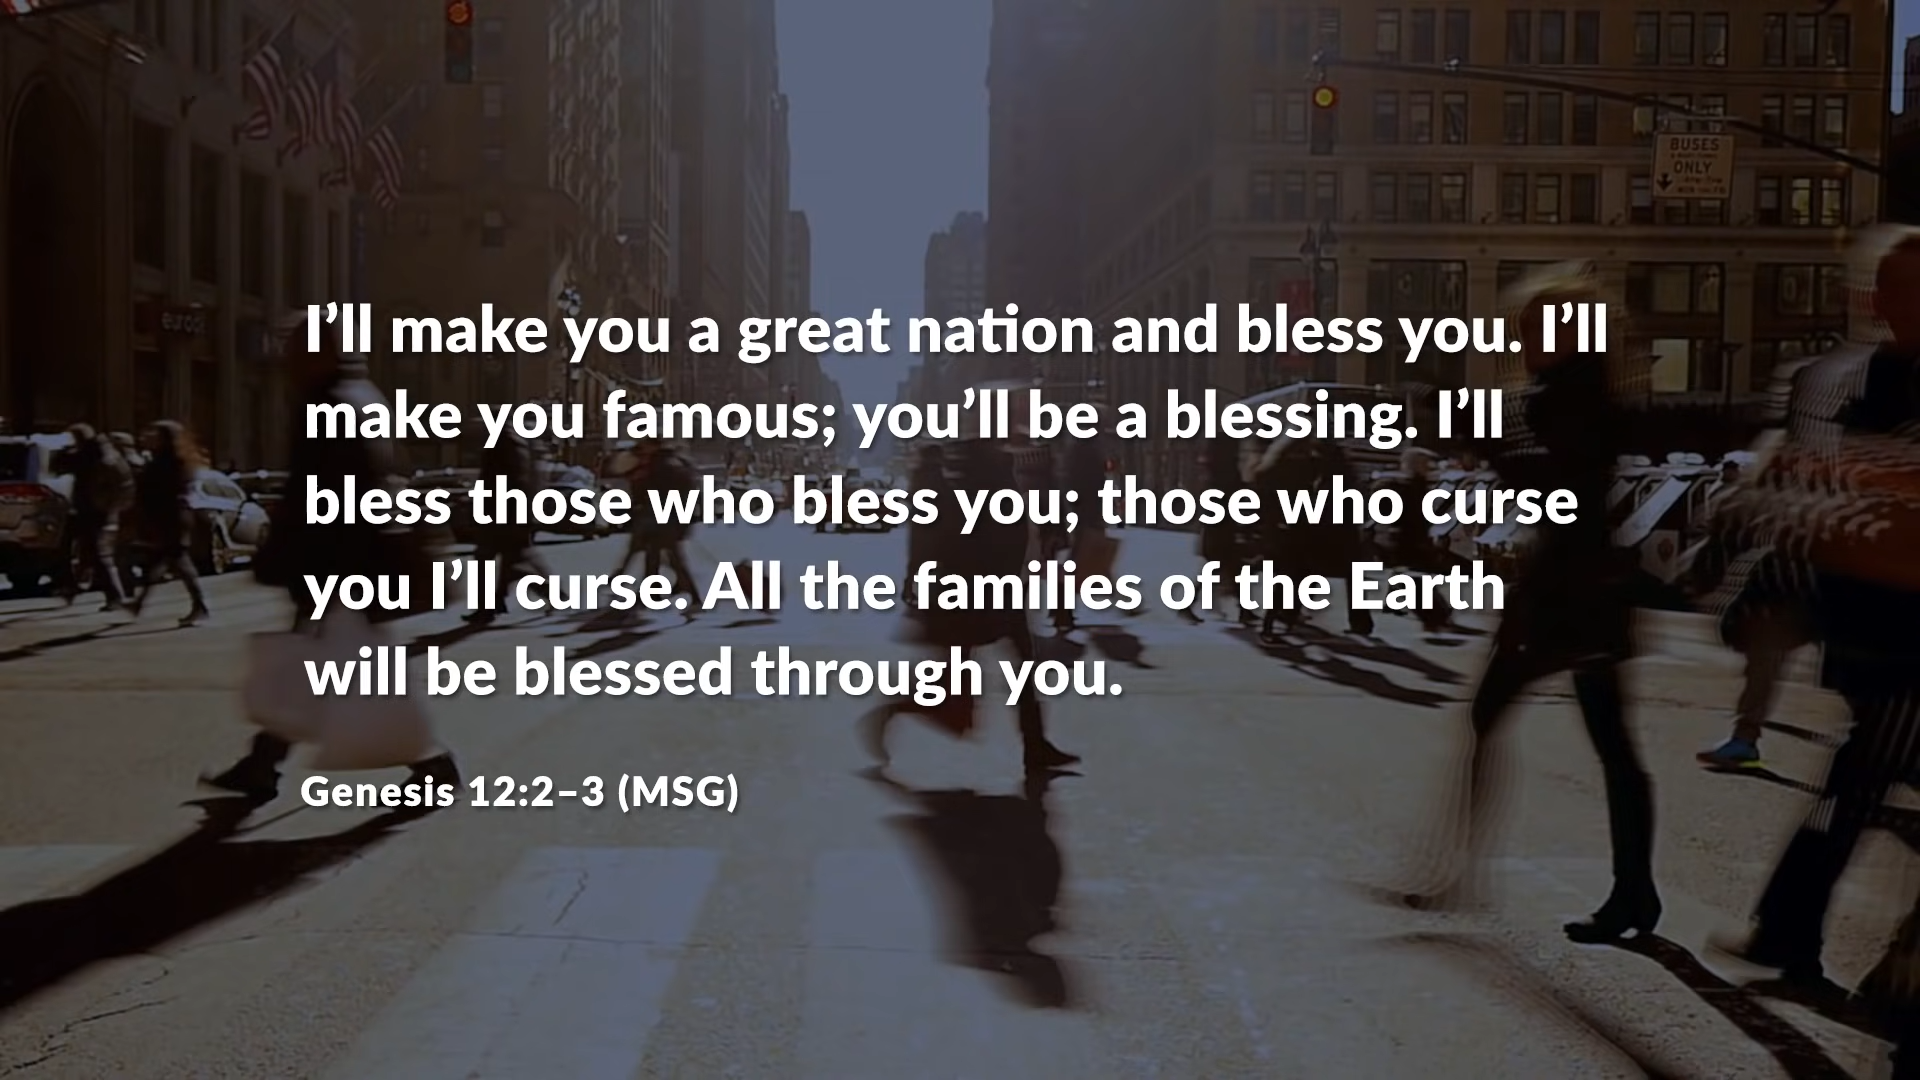 BUSES
ONLY
I’ll make you a great nation and bless you. I’ll
make you famous; you’ll be a blessing. I’ll
bless those who bless you; those who curse
you I’ll curse. All the families of the Earth
will be blessed through you.
Genesis 12:2–3 (MSG)